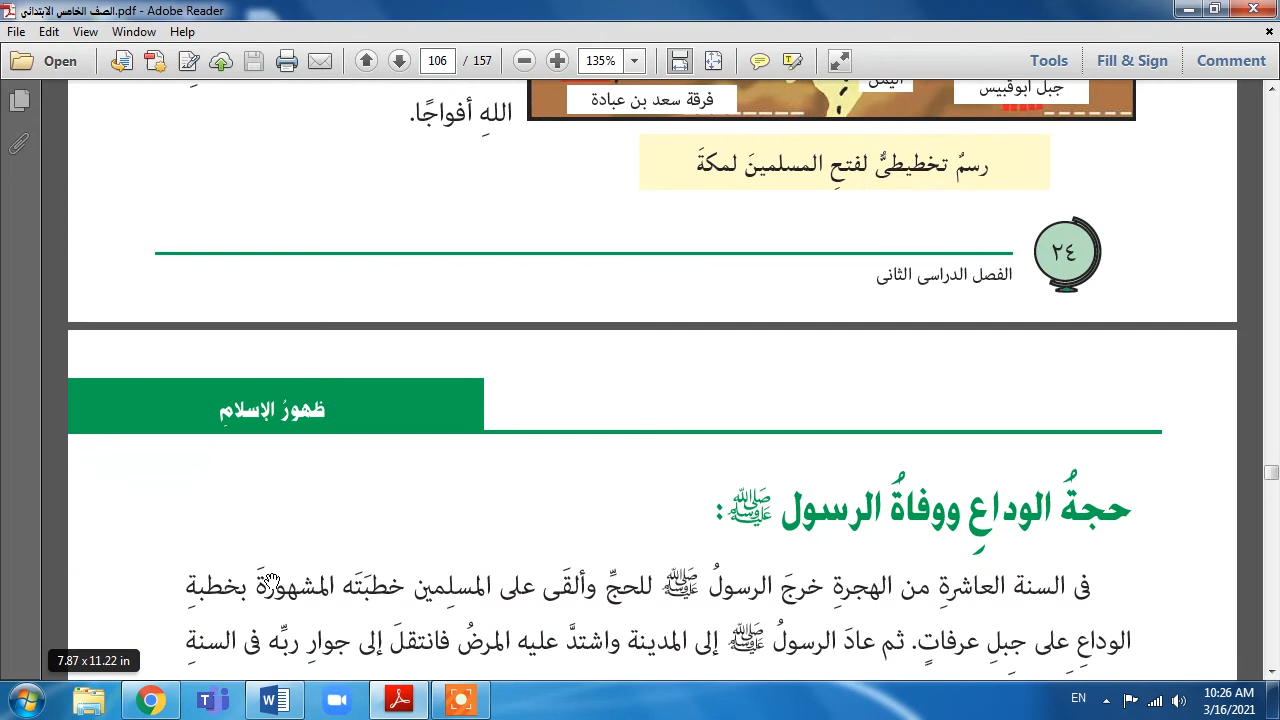 الصف الخامس الابتدائى.pdf - Adobe Reader
File Edit View Window Help
Open 106 / 157 135% Tools Fill & Sign Comment
جبل أبوقبيس
فرقة سعد بن عبادة
اللهِ أفواجًا.
رسمٌ تخطيطىٌّ لفتحِ المسلمينَ لمكةَ
٢٤
الفصل الدراسى الثانى
ظهورُ الإسلامِ
حجةُ الوداعِ ووفاةُ الرسول ﷺ :
فى السنة العاشرةِ من الهجرةِ خرجَ الرسولُ ﷺ للحجِّ وألقَى على المسلِمين خطبَتَه المشهورةَ بخطبةِ
الوداعِ على جبلِ عرفاتٍ. ثم عادَ الرسولُ ﷺ إلى المدينة واشتدَّ عليه المرضُ فانتقلَ إلى جوارِ ربِّه فى السنةِ
7.87 x 11.22 in
EN
10:26 AM
3/16/2021